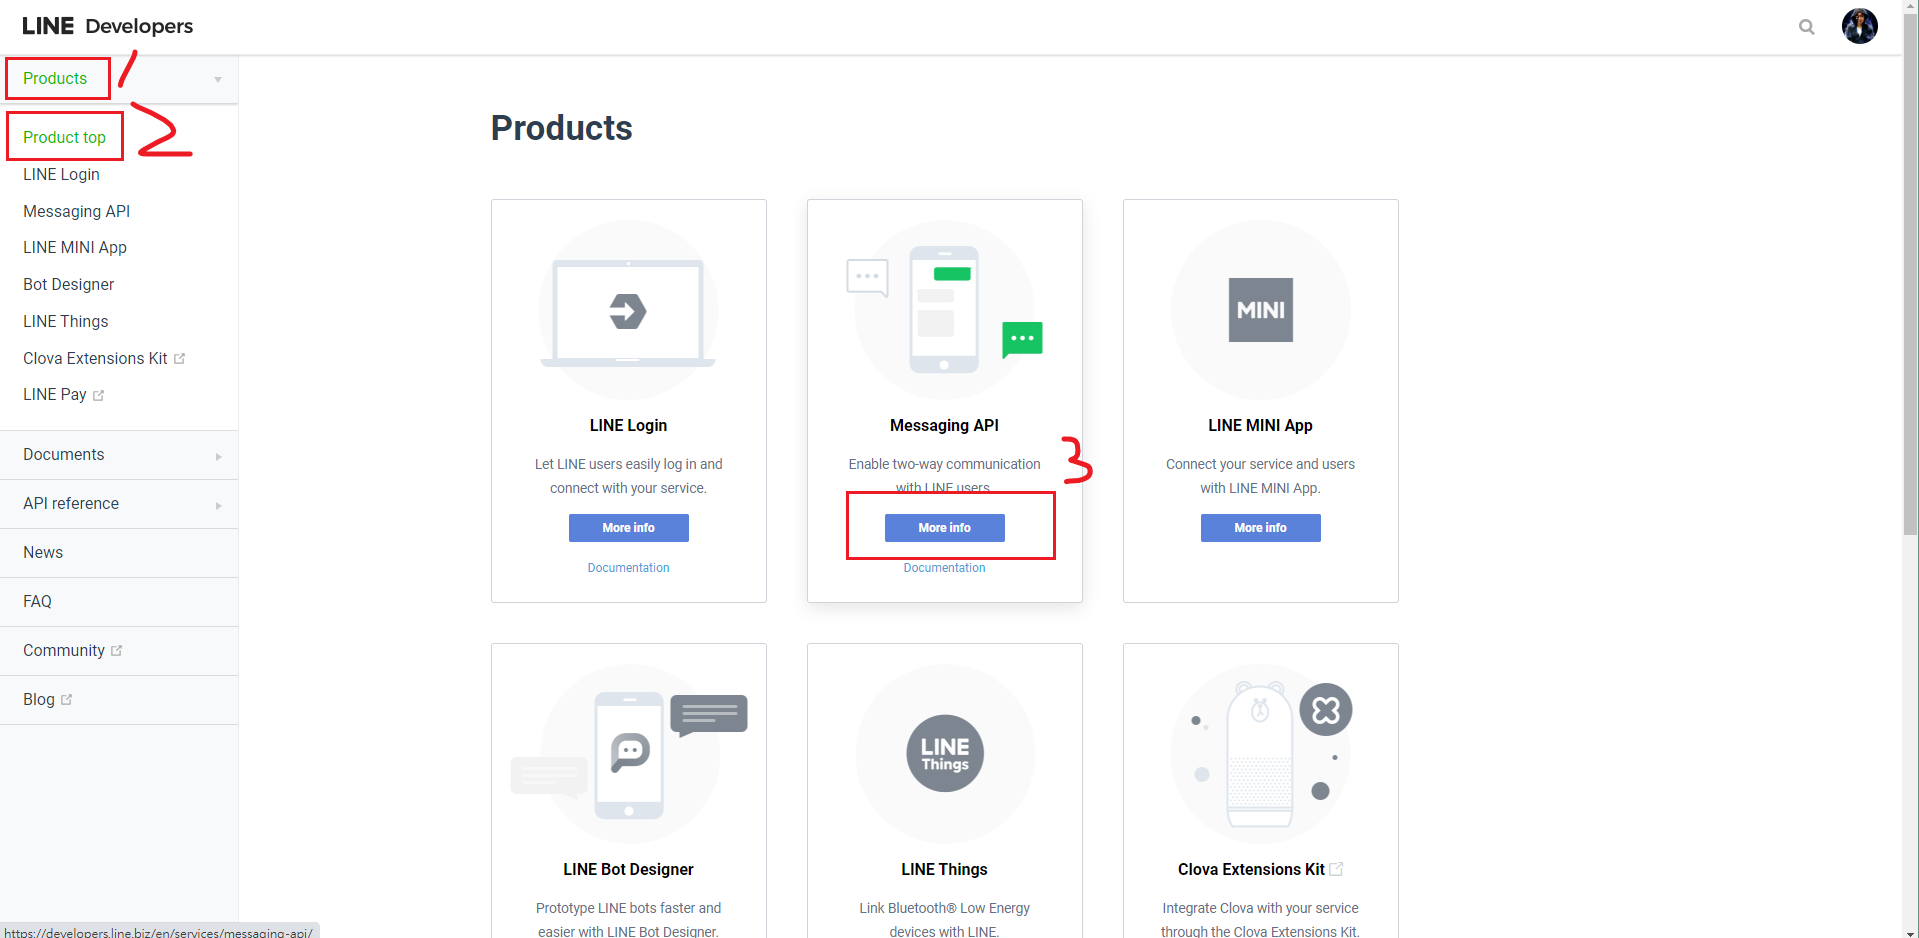 LINE Developers
Products
1
Product top
2
LINE Login
Messaging API
LINE MINI App
Bot Designer
LINE Things
Clova Extensions Kit
LINE Pay
Documents
API reference
News
FAQ
Community
Blog
https://developers.line.biz/en/services/messaging-api/
Products
LINE Login
Let LINE users easily log in and
connect with your service.
More info
Documentation
Messaging API
Enable two-way communication
with LINE users.
3
More info
Documentation
MINI
LINE MINI App
Connect your service and users
with LINE MINI App.
More info
LINE Bot Designer
Prototype LINE bots faster and
easier with LINE Bot Designer.
LINE
Things
LINE Things
Link Bluetooth® Low Energy
devices with LINE.
Clova Extensions Kit
Integrate Clova with your service
through the Clova Extensions Kit.